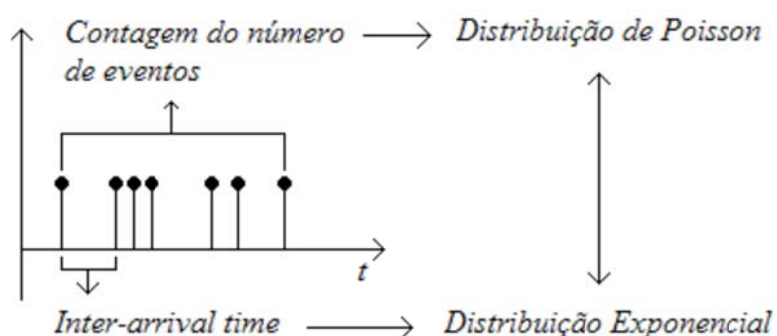 Contagem do número
de eventos
Distribuição de Poisson
t
Inter-arrival time
Distribuição Exponencial